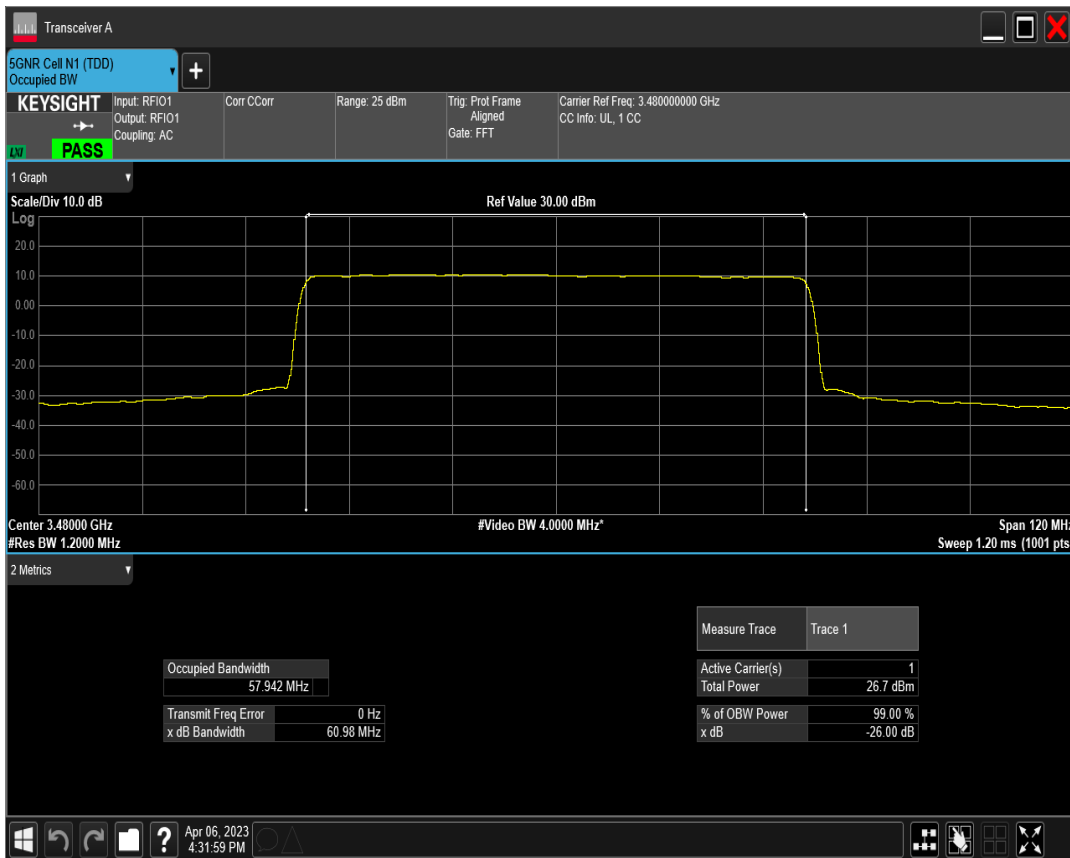 Transceiver A
5GNR Cell N1 (TDD)
Occupied BW
+
KEYSIGHT
LXI
PASS
Input: RFIO1
Output: RFIO1
Coupling: AC
Corr CCorr
Range: 25 dBm
Trig: Prot Frame
Aligned
Gate: FFT
Carrier Ref Freq: 3.480000000 GHz
CC Info: UL, 1 CC
1 Graph
Scale/Div 10.0 dB
Ref Value 30.00 dBm
Log
20.0
10.0
0.00
-10.0
-20.0
-30.0
-40.0
-50.0
-60.0
Center 3.48000 GHz
#Video BW 4.0000 MHz*
Span 120 MHz
#Res BW 1.2000 MHz
Sweep 1.20 ms (1001 pts
2 Metrics
Measure Trace Trace 1
Occupied Bandwidth
57.942 MHz
Active Carrier(s) 1
Total Power 26.7 dBm
Transmit Freq Error 0 Hz
x dB Bandwidth 60.98 MHz
% of OBW Power 99.00 %
x dB -26.00 dB
?
Apr 06, 2023
4:31:59 PM